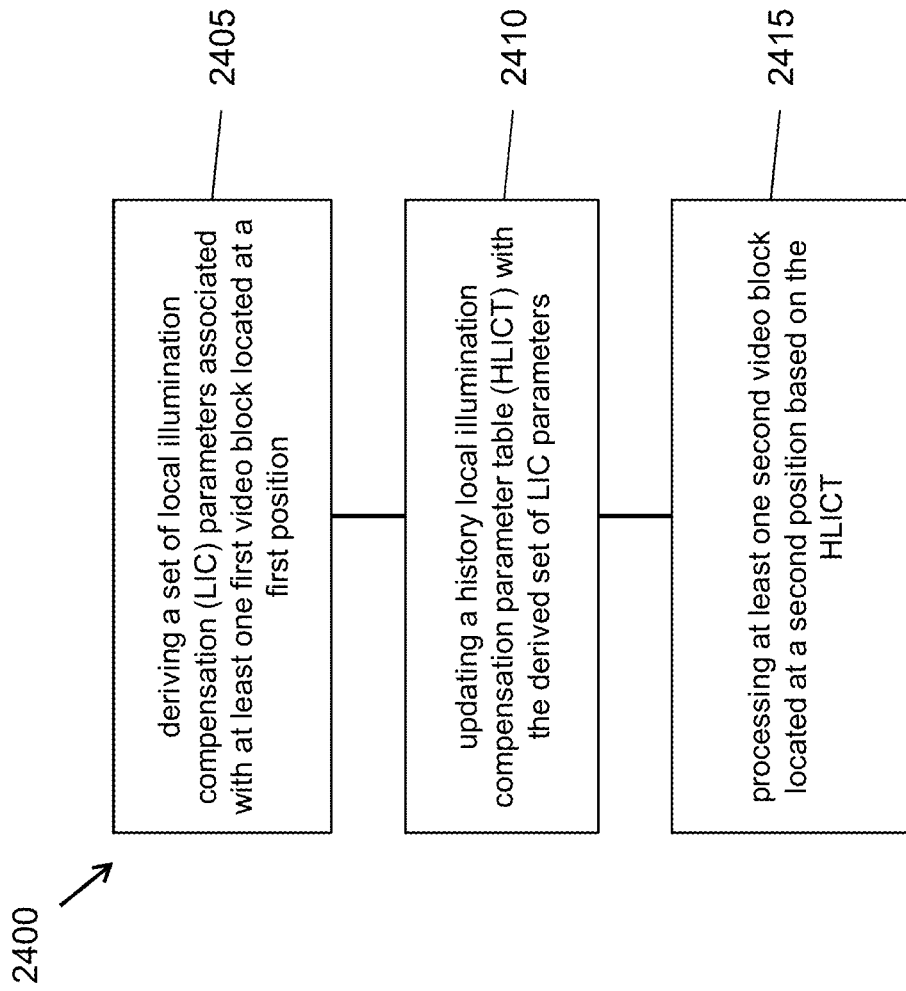 2400
deriving a set of local illumination
compensation (LIC) parameters associated
with at least one first video block located at a
first position
2405
updating a history local illumination
compensation parameter table (HLICT) with
the derived set of LIC parameters
2410
processing at least one second video block
located at a second position based on the
HLICT
2415